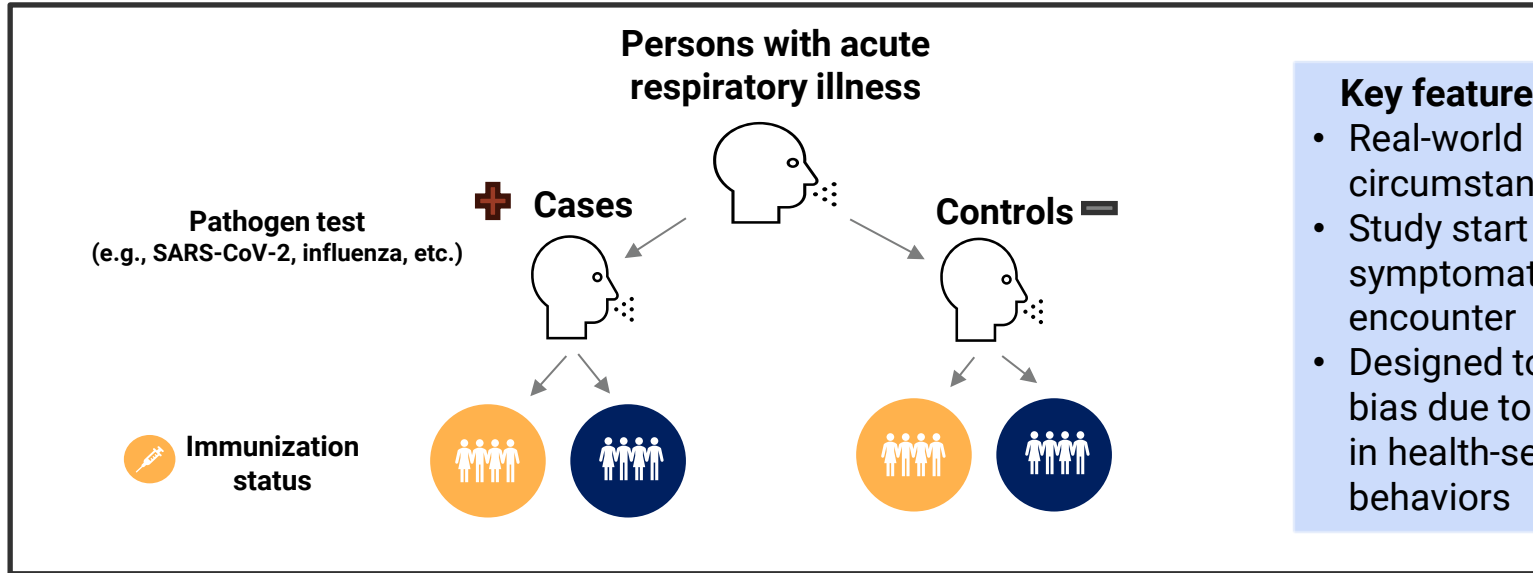 Persons with acute
respiratory illness
Cases
Controls
Pathogen test
(e.g., SARS-CoV-2, influenza, etc.)
Immunization
status
Key feature
• Real-world
circumstan
• Study start
symptomat
encounter
• Designed to
bias due to
in health-se
behaviors